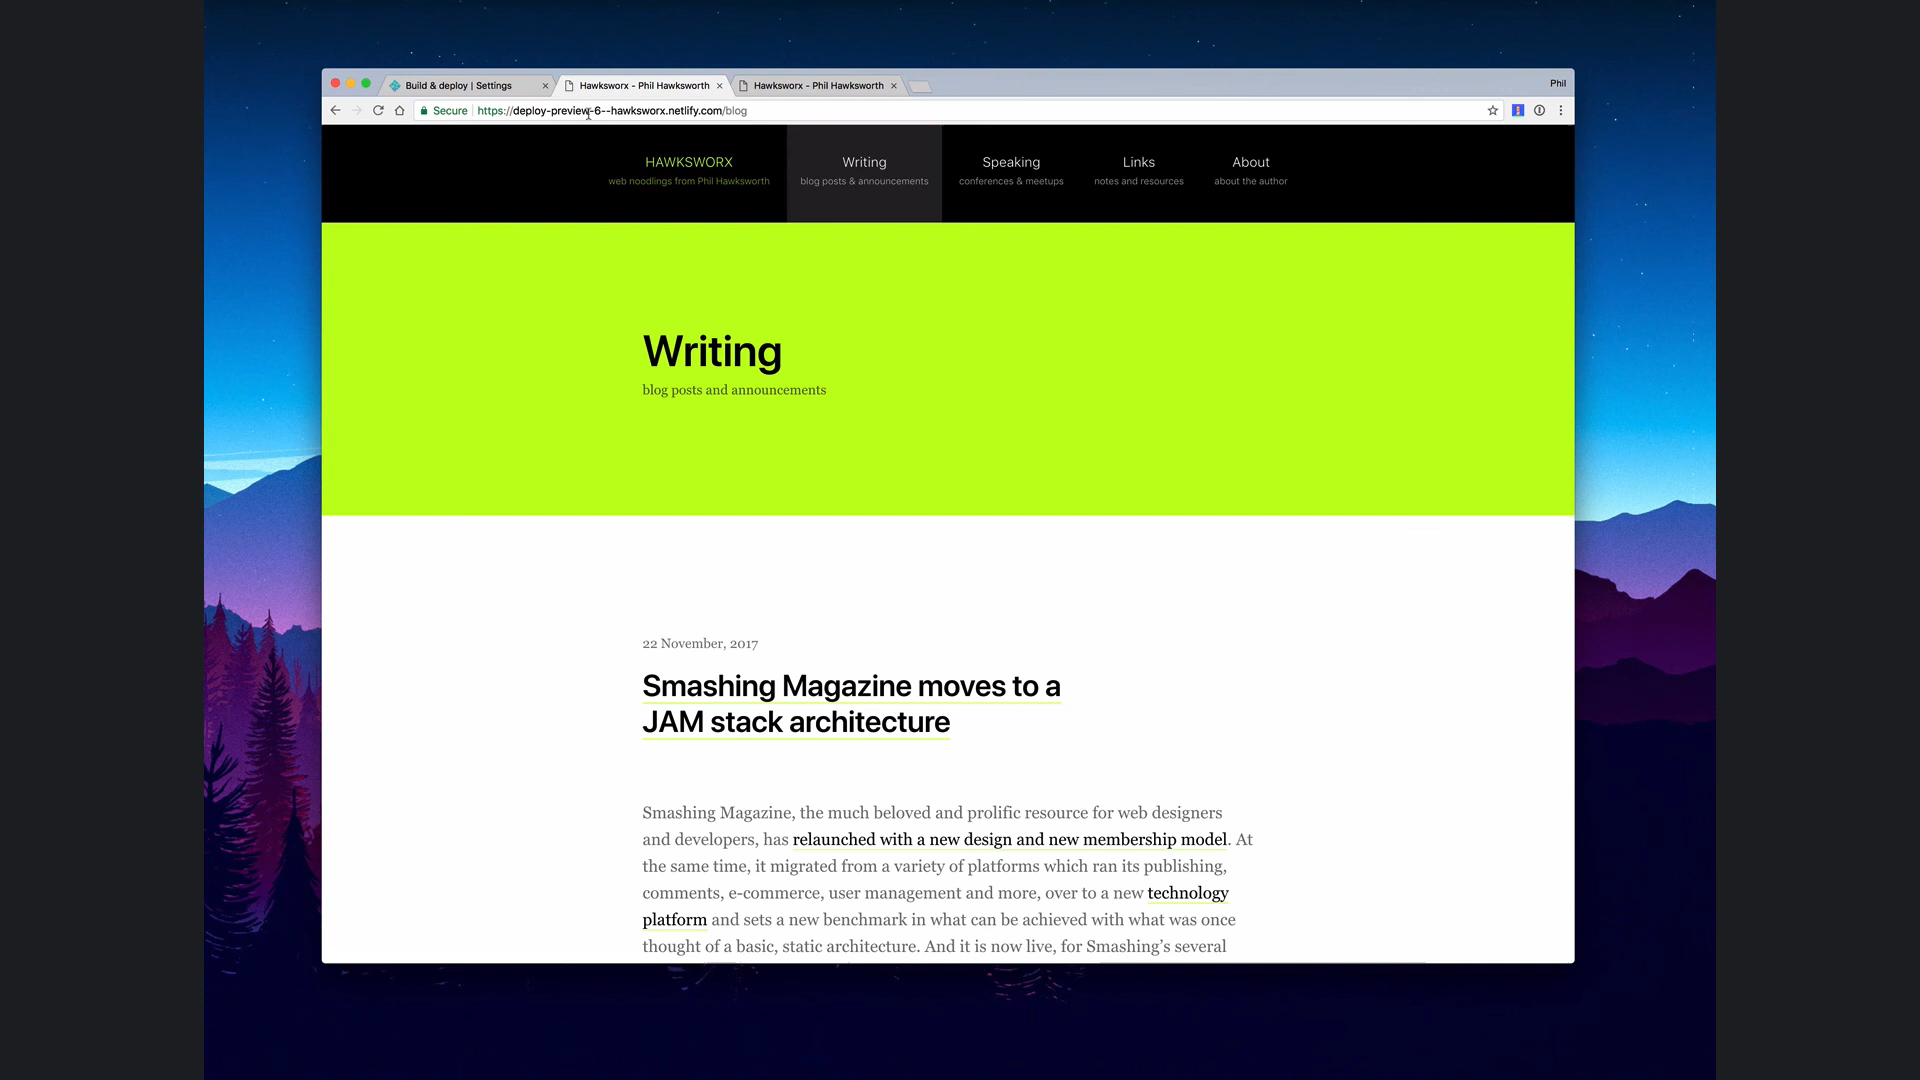 Build & deploy | Settings
Hawksworx - Phil Hawksworth
Hawksworx - Phil Hawksworth
Phil
Secure
https://deploy-preview-6--hawksworx.netlify.com/blog
HAWKSWORX
web noodlings from Phil Hawksworth
Writing
blog posts & announcements
Speaking
conferences & meetups
Links
notes and resources
About
about the author
Writing
blog posts and announcements
22 November, 2017
Smashing Magazine moves to a
JAM stack architecture
Smashing Magazine, the much beloved and prolific resource for web designers
and developers, has relaunched with a new design and new membership model. At
the same time, it migrated from a variety of platforms which ran its publishing,
comments, e-commerce, user management and more, over to a new technology
platform and sets a new benchmark in what can be achieved with what was once
thought of a basic, static architecture. And it is now live, for Smashing’s several